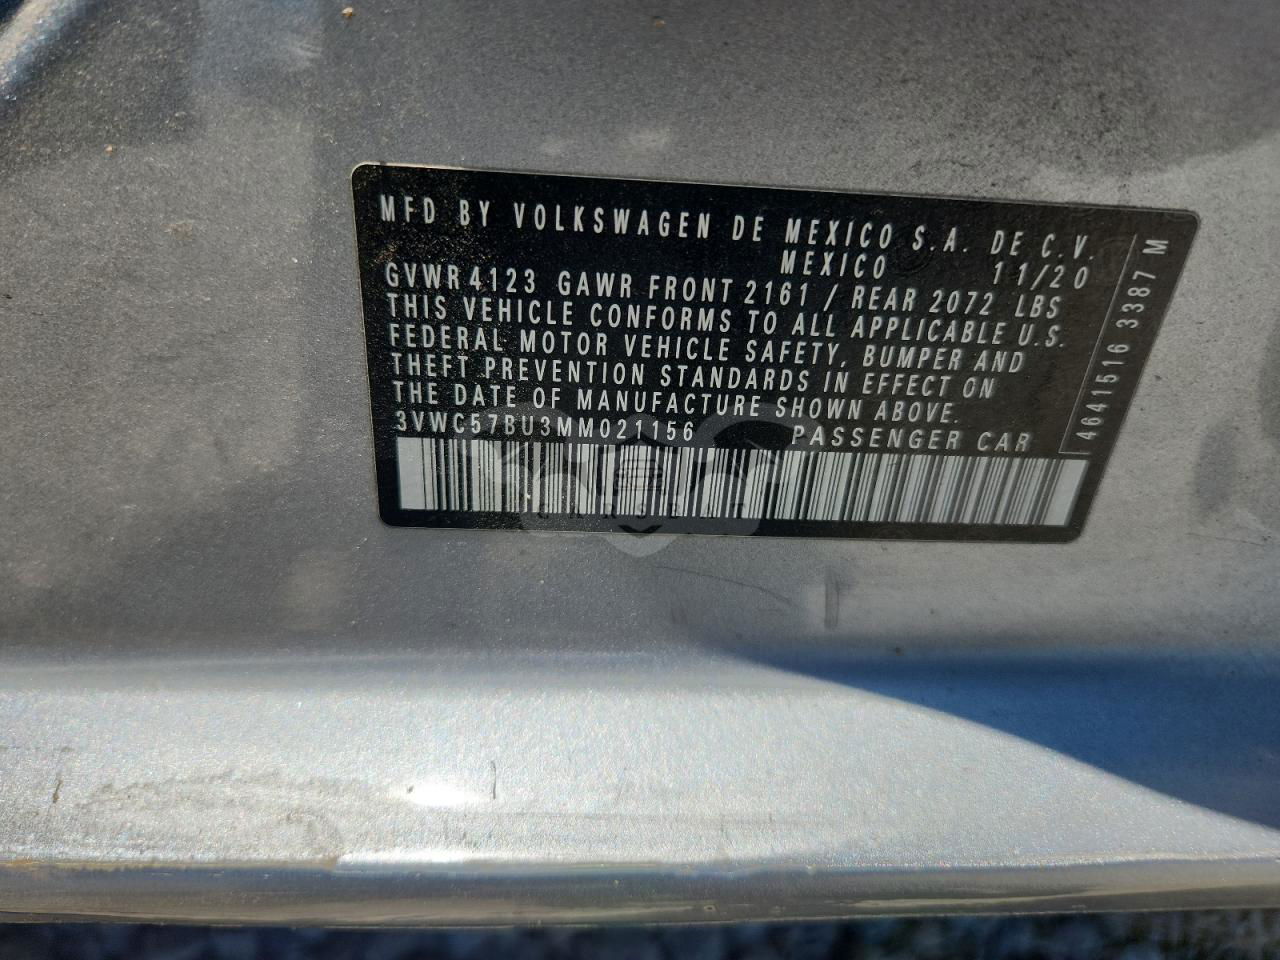 MFD BY VOLKSWAGEN DE MEXICO S.A. DE C.V.
MEXICO 11/20
GVWR 4123 GAWR FRONT 2161 / REAR 2072 LBS
THIS VEHICLE CONFORMS TO ALL APPLICABLE U.S.
FEDERAL MOTOR VEHICLE SAFETY, BUMPER AND
THEFT PREVENTION STANDARDS IN EFFECT ON
THE DATE OF MANUFACTURE SHOWN ABOVE.
3VWC57BU3MM021156 PASSENGER CAR
4641516 3387 M